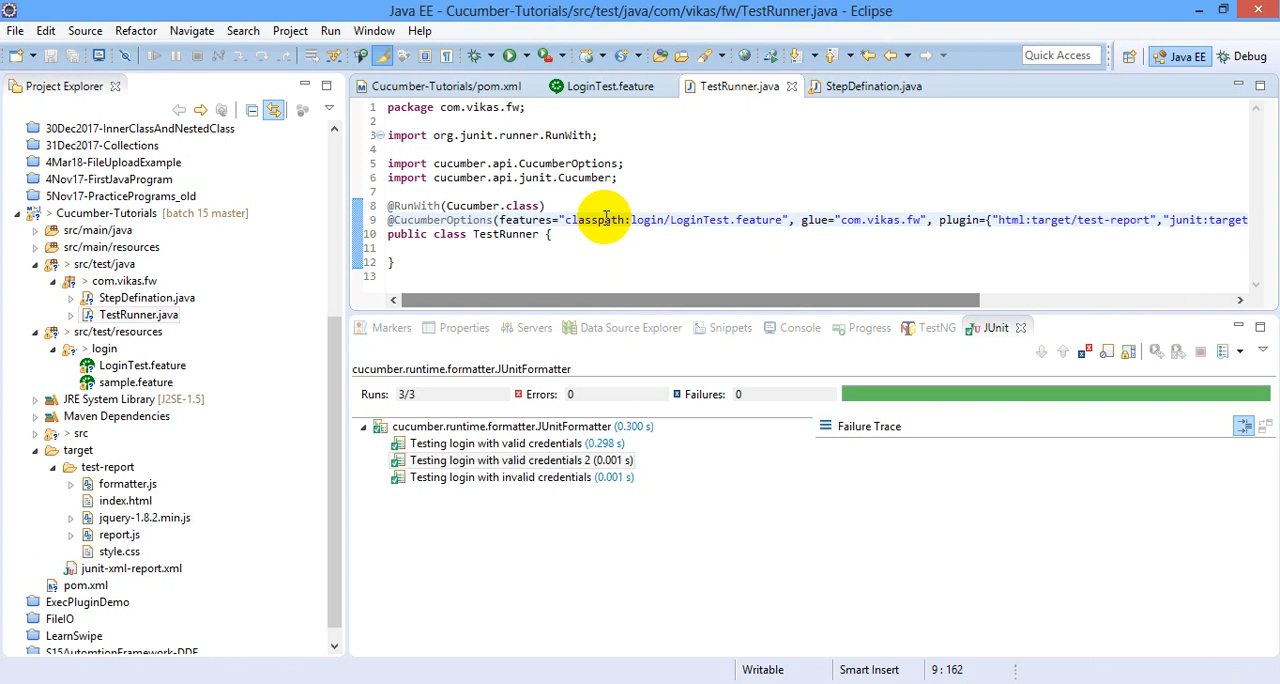 Java EE - Cucumber-Tutorials/src/test/java/com/vikas/fw/TestRunner.java - Eclipse
File Edit Source Refactor Navigate Search Project Run Window Help
Quick Access Java EE Debug
Project Explorer
30Dec2017-InnerClassAndNestedClass
31Dec2017-Collections
4Mar18-FileUploadExample
4Nov17-FirstJavaProgram
5Nov17-PracticePrograms_old
> Cucumber-Tutorials [batch 15 master]
> src/main/java
> src/main/resources
> src/test/java
> com.vikas.fw
> StepDefination.java
> TestRunner.java
> src/test/resources
> login
LoginTest.feature
sample.feature
JRE System Library [J2SE-1.5]
Maven Dependencies
> src
target
test-report
formatter.js
index.html
jquery-1.8.2.min.js
report.js
style.css
junit-xml-report.xml
pom.xml
ExecPluginDemo
FileIO
LearnSwipe
S15AutomtionFramework-DDF
Cucumber-Tutorials/pom.xml LoginTest.feature TestRunner.java StepDefination.java
1 package com.vikas.fw;
2
3 import org.junit.runner.RunWith;
4
5 import cucumber.api.CucumberOptions;
6 import cucumber.api.junit.Cucumber;
7
8 @RunWith(Cucumber.class)
9 @CucumberOptions(features="classpath:login/LoginTest.feature", glue="com.vikas.fw", plugin={"html:target/test-report","junit:target
10 public class TestRunner {
11
12 }
13
Markers Properties Servers Data Source Explorer Snippets Console Progress TestNG JUnit
cucumber.runtime.formatter.JUnitFormatter
Runs: 3/3 Errors: 0 Failures: 0
cucumber.runtime.formatter.JUnitFormatter (0.300 s)
Testing login with valid credentials (0.298 s)
Testing login with valid credentials 2 (0.001 s)
Testing login with invalid credentials (0.001 s)
Failure Trace
Writable Smart Insert 9 : 162